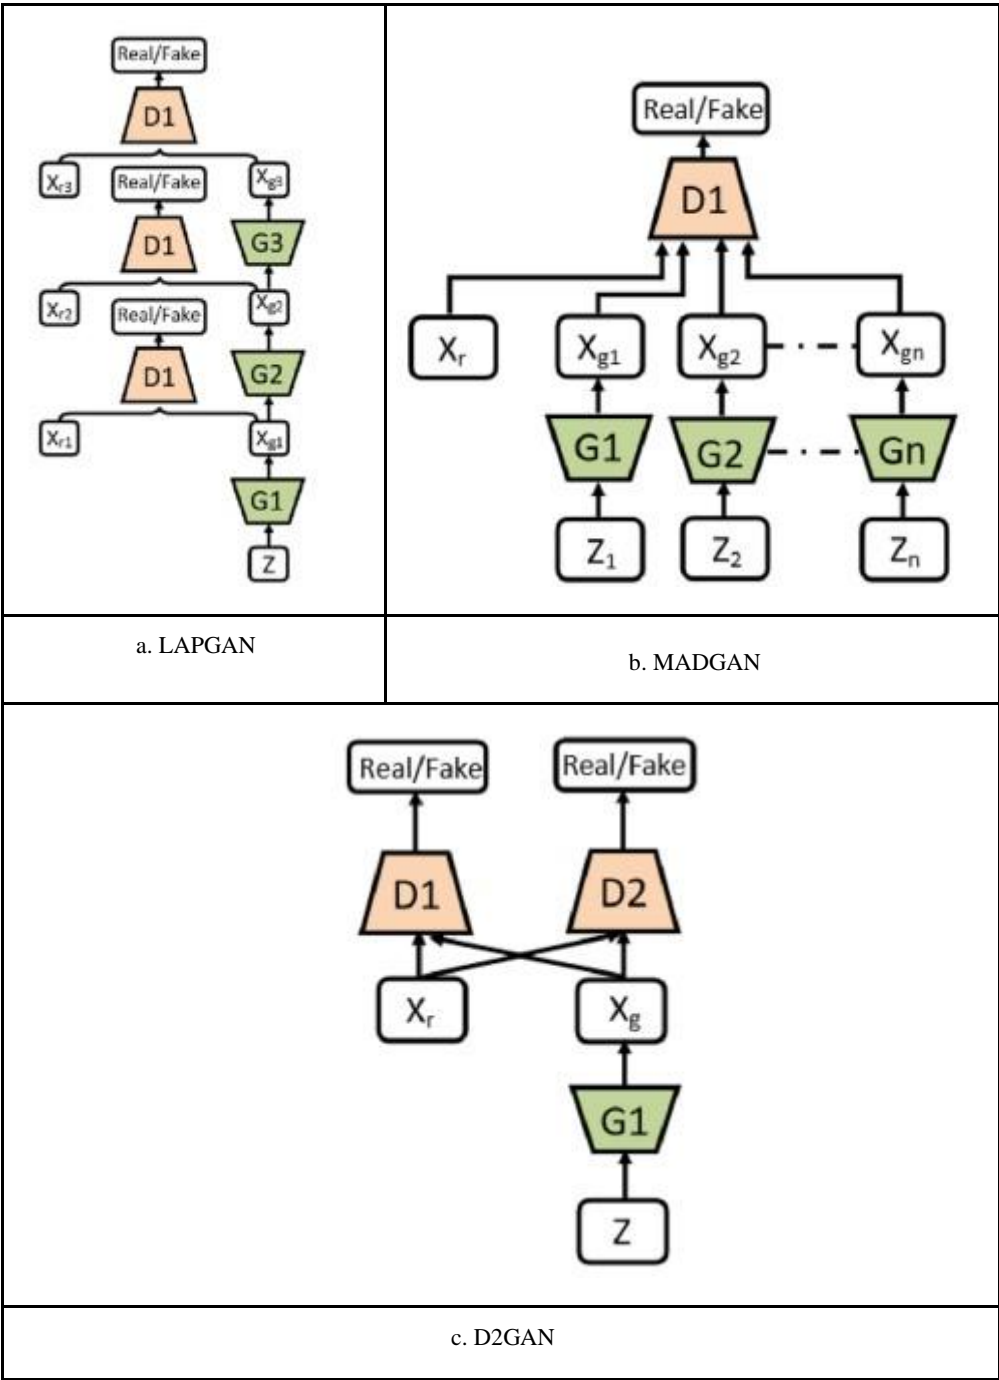 Real/Fake
D1
Xr3
Real/Fake
Xg3
D1
G3
Xr2
Real/Fake
Xg2
D1
G2
Xr1
Xg1
G1
Z
Real/Fake
D1
Xr
Xg1
Xg2
Xgn
G1
G2
Gn
Z1
Z2
Zn
a. LAPGAN
b. MADGAN
Real/Fake
Real/Fake
D1
D2
Xr
Xg
G1
Z
c. D2GAN